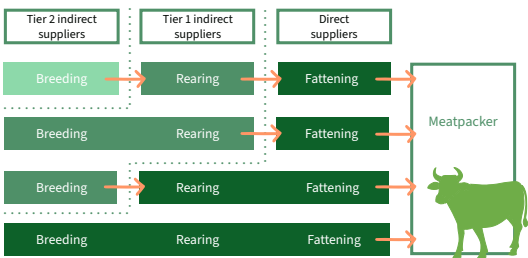 Tier 2 indirect
suppliers
Tier 1 indirect
suppliers
Direct
suppliers
Breeding
Rearing
Fattening
Meatpacker
Breeding
Rearing
Fattening
Breeding
Rearing
Fattening
Breeding
Rearing
Fattening